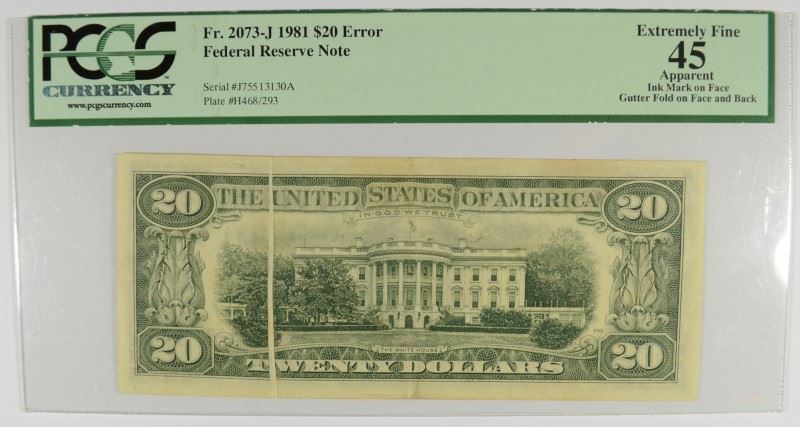 PCGS
CURRENCY
www.pcgscurrency.com
Fr. 2073-J 1981 $20 Error
Federal Reserve Note
Serial #J75513130A
Plate #H468/293
Extremely Fine
45
Apparent
Ink Mark on Face
Gutter Fold on Face and Back
20 THE UNITED STATES OF AMERICA 20
IN GOD WE TRUST
THE WHITE HOUSE
20 TWENTY DOLLARS 20